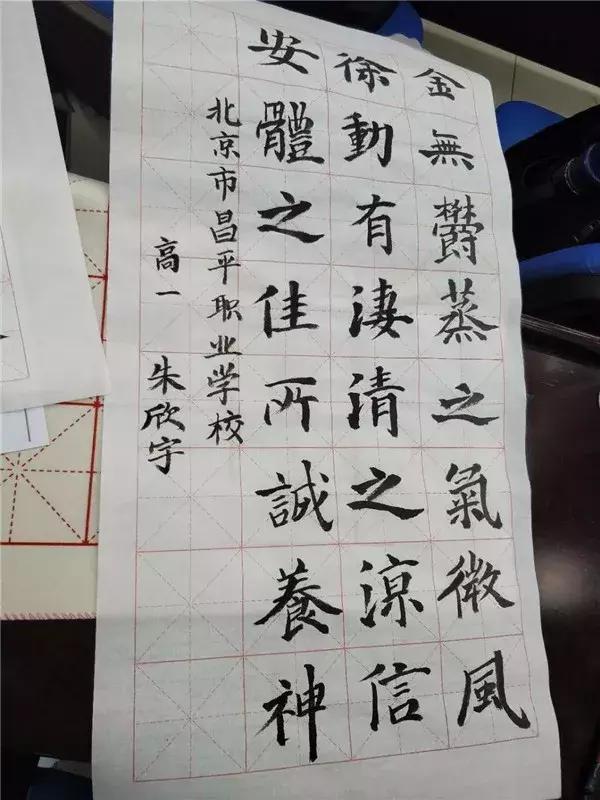 金無欝蒸之氣微風
徐動有淒清之涼信
安體之佳所誠養神
北京市昌平职业学校
高一 朱欣宇